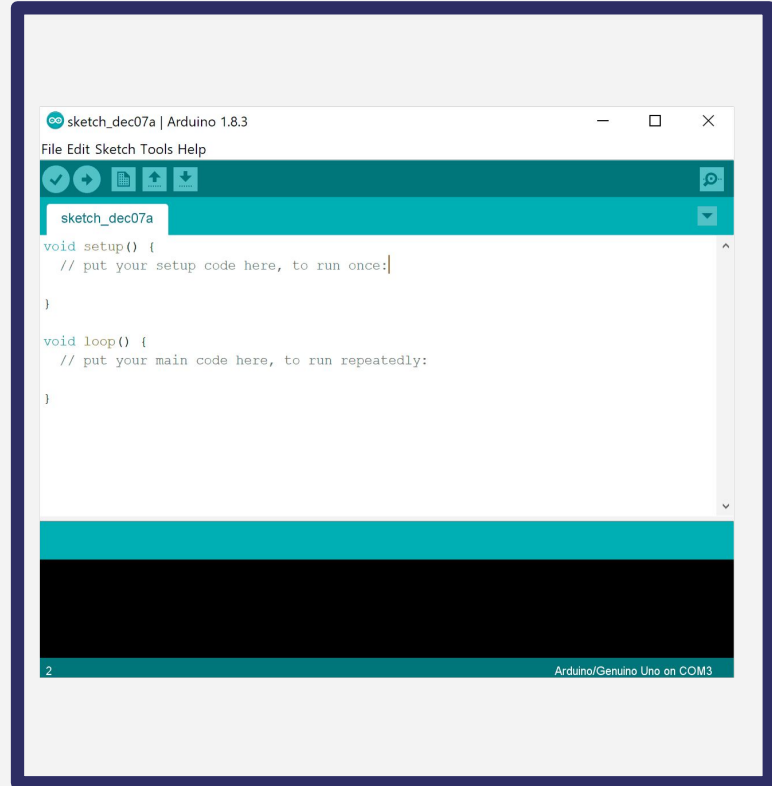 sketch_dec07a | Arduino 1.8.3
File Edit Sketch Tools Help
sketch_dec07a
void setup() {
  // put your setup code here, to run once:
}
void loop() {
  // put your main code here, to run repeatedly:
}
2 Arduino/Genuino Uno on COM3